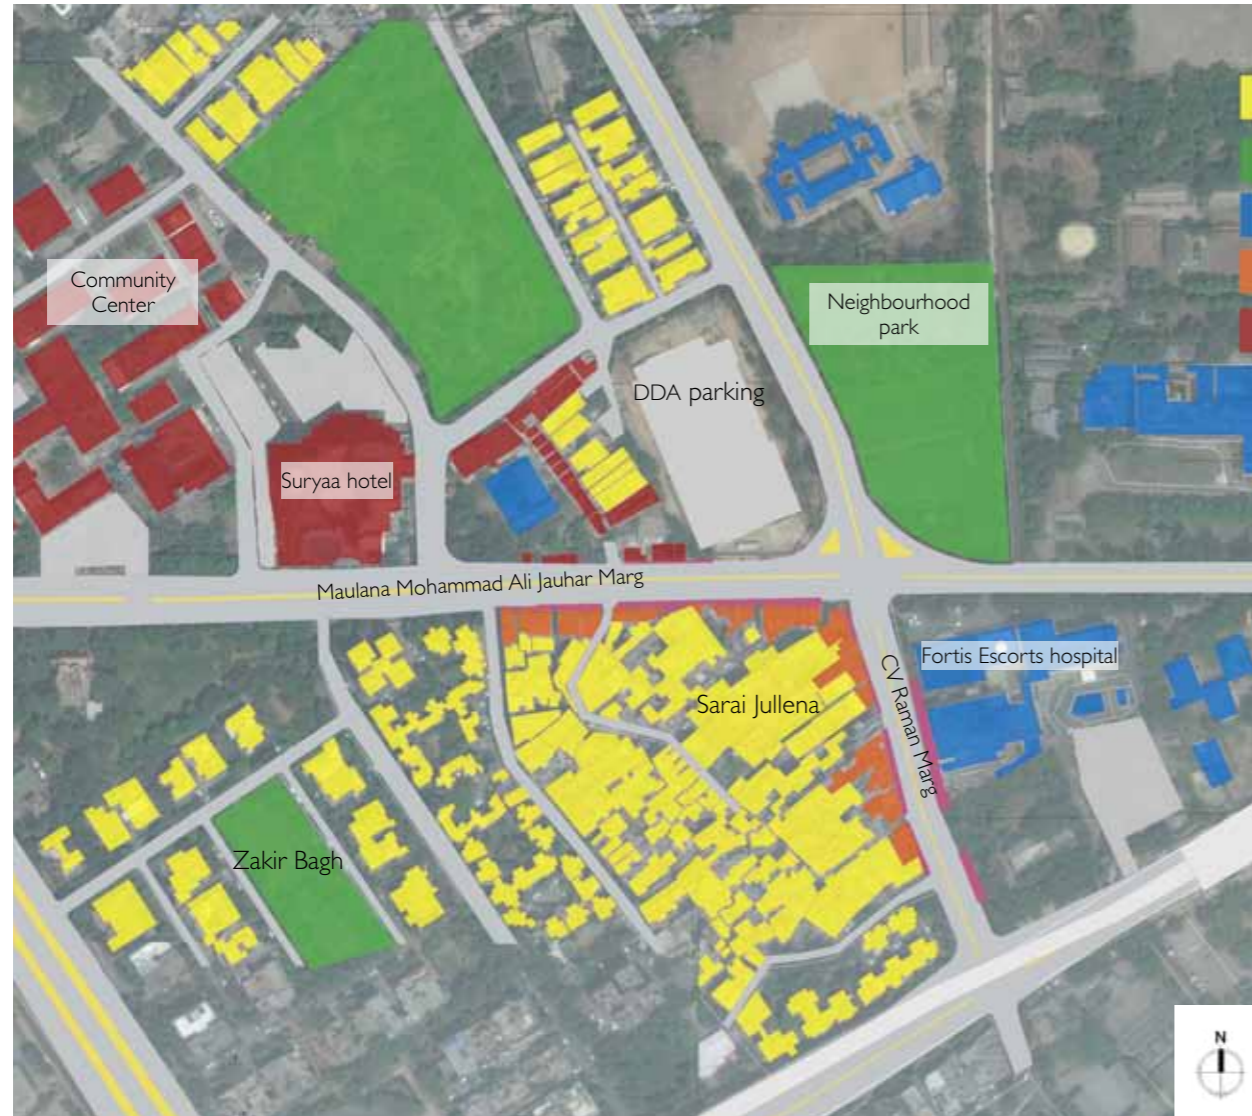 Community
Center
Neighbourhood
park
DDA parking
Suryaa hotel
Maulana Mohammad Ali Jauhar Marg
Fortis Escorts hospital
CV Raman Marg
Sarai Jullena
Zakir Bagh
N